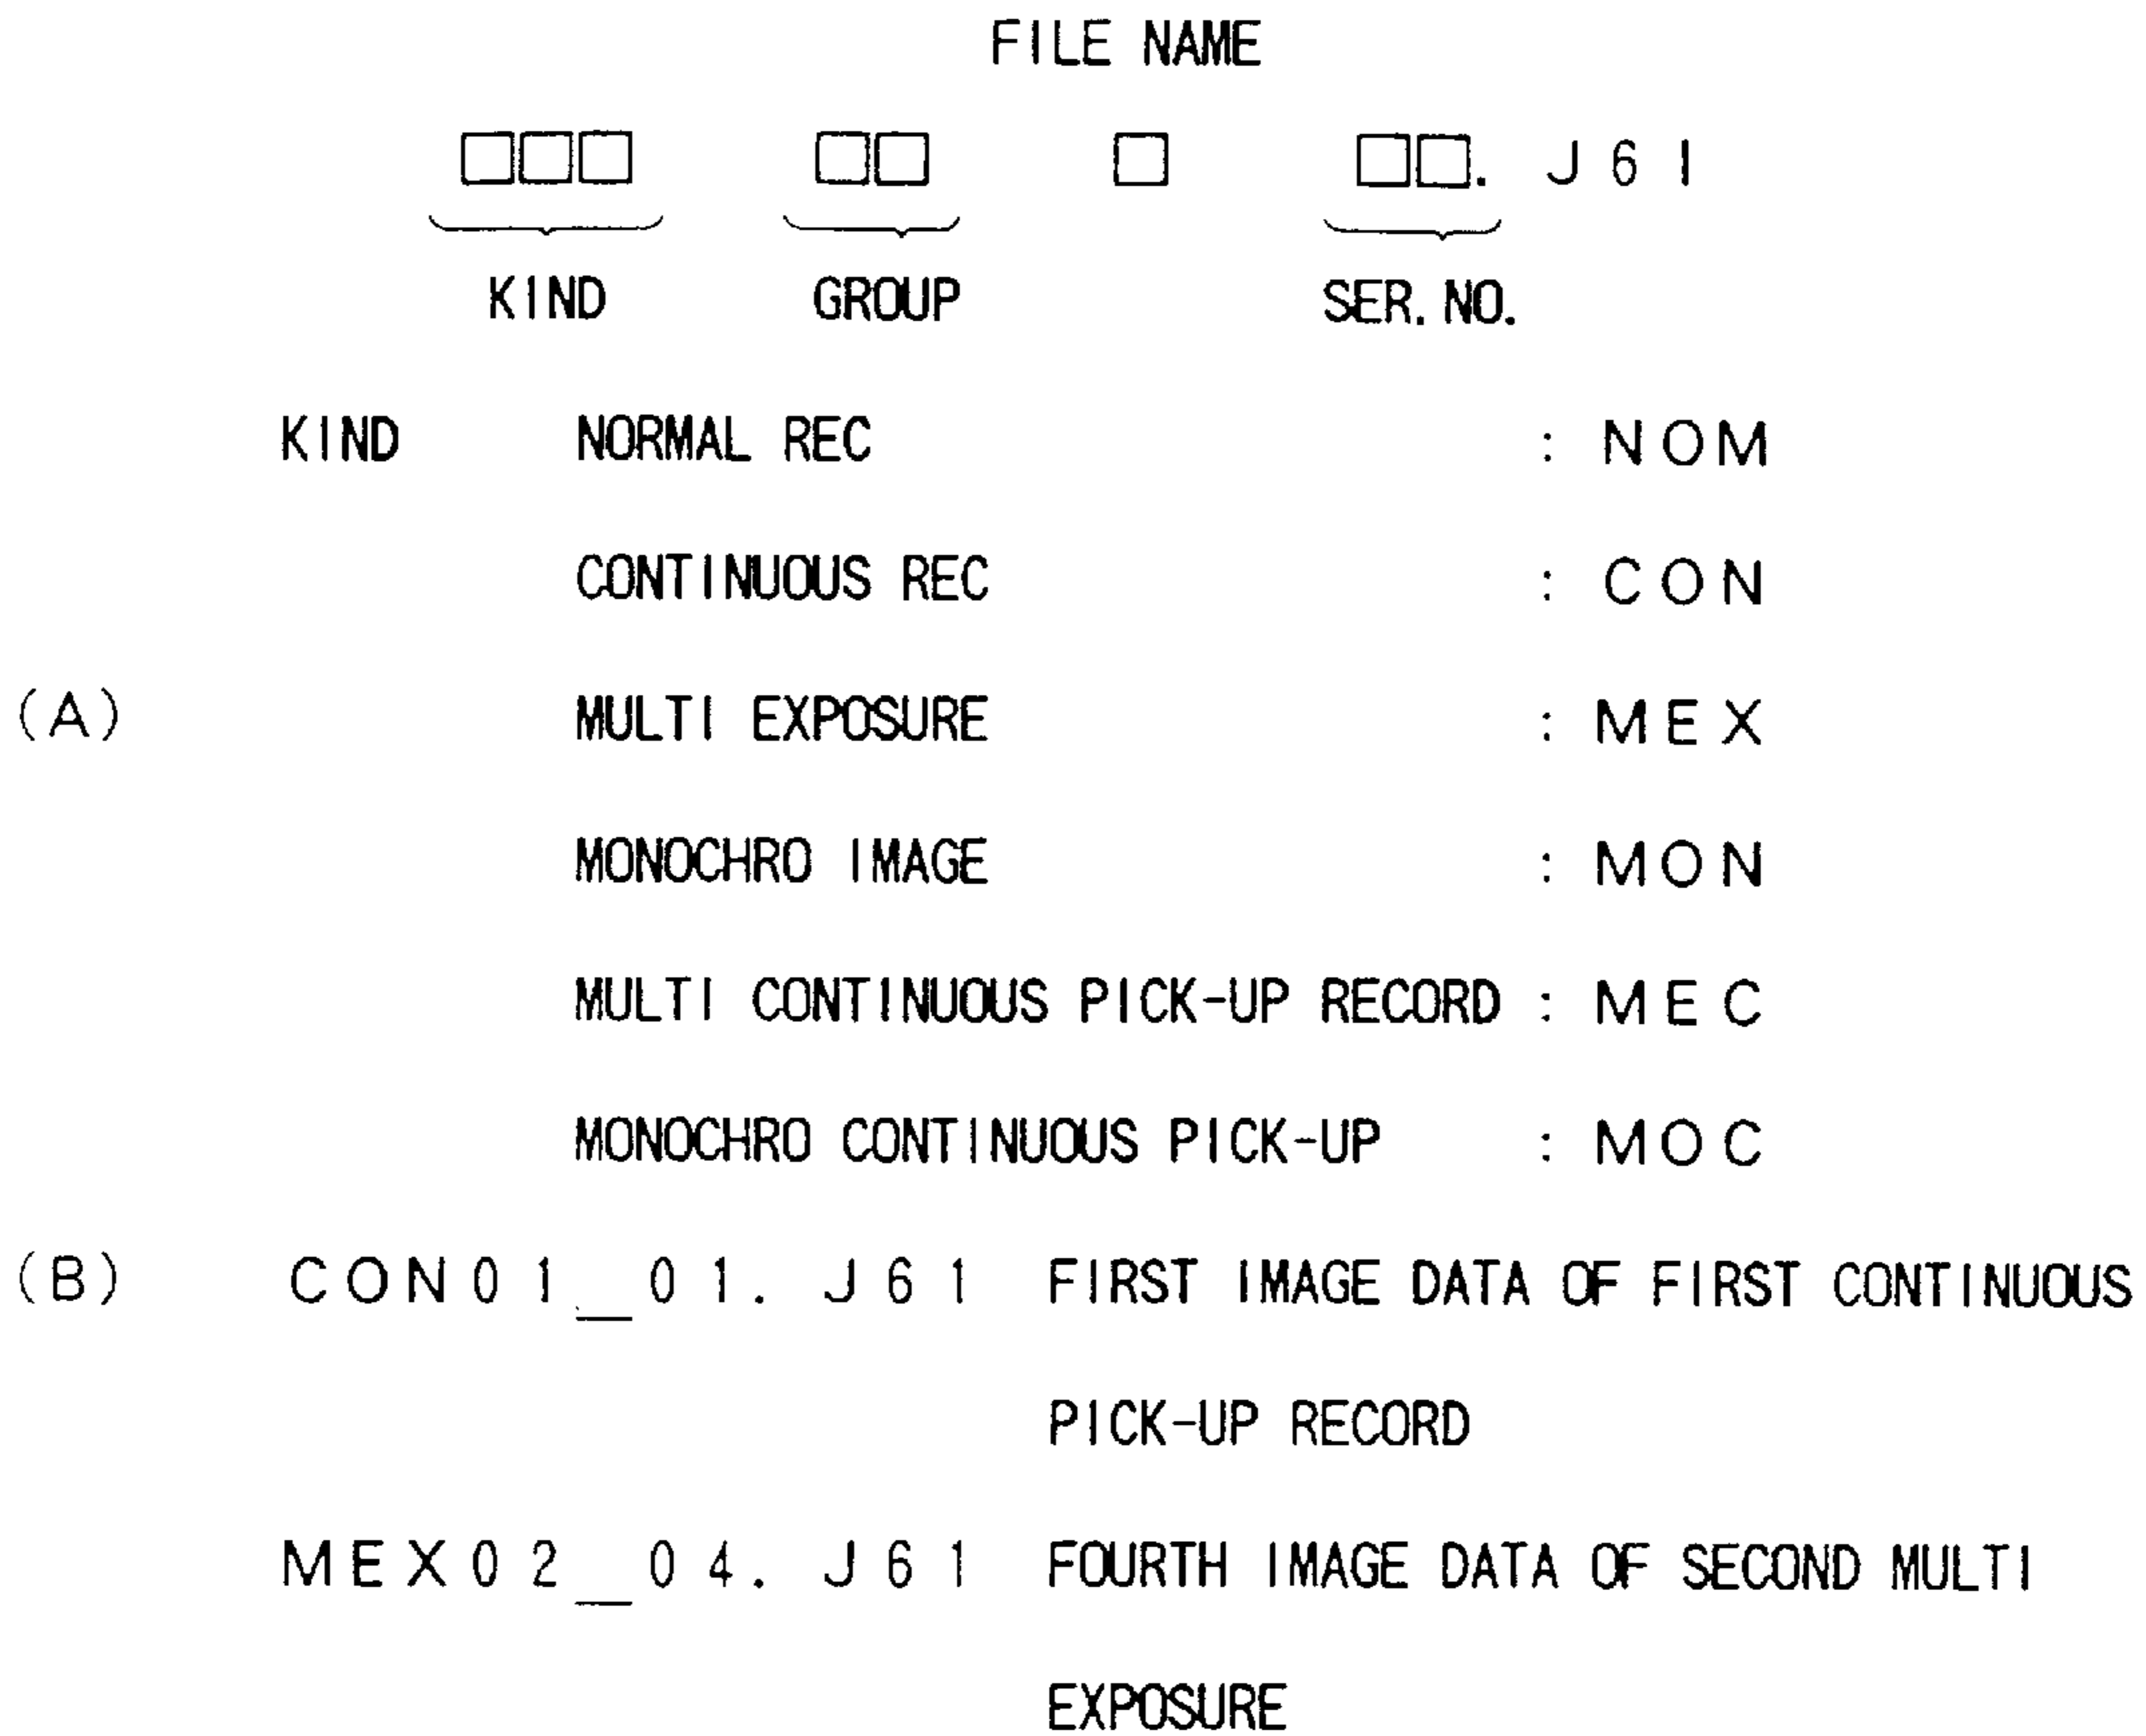 FILE NAME
□□□ □□ □ □□. J61
KIND GROUP SER. NO.
KIND NORMAL REC : NOM
CONTINUOUS REC : CON
(A) MULTI EXPOSURE : MEX
MONOCHRO IMAGE : MON
MULTI CONTINUOUS PICK-UP RECORD : MEC
MONOCHRO CONTINUOUS PICK-UP : MOC
(B) CON01_01. J61 FIRST IMAGE DATA OF FIRST CONTINUOUS
PICK-UP RECORD
MEX02_04. J61 FOURTH IMAGE DATA OF SECOND MULTI
EXPOSURE